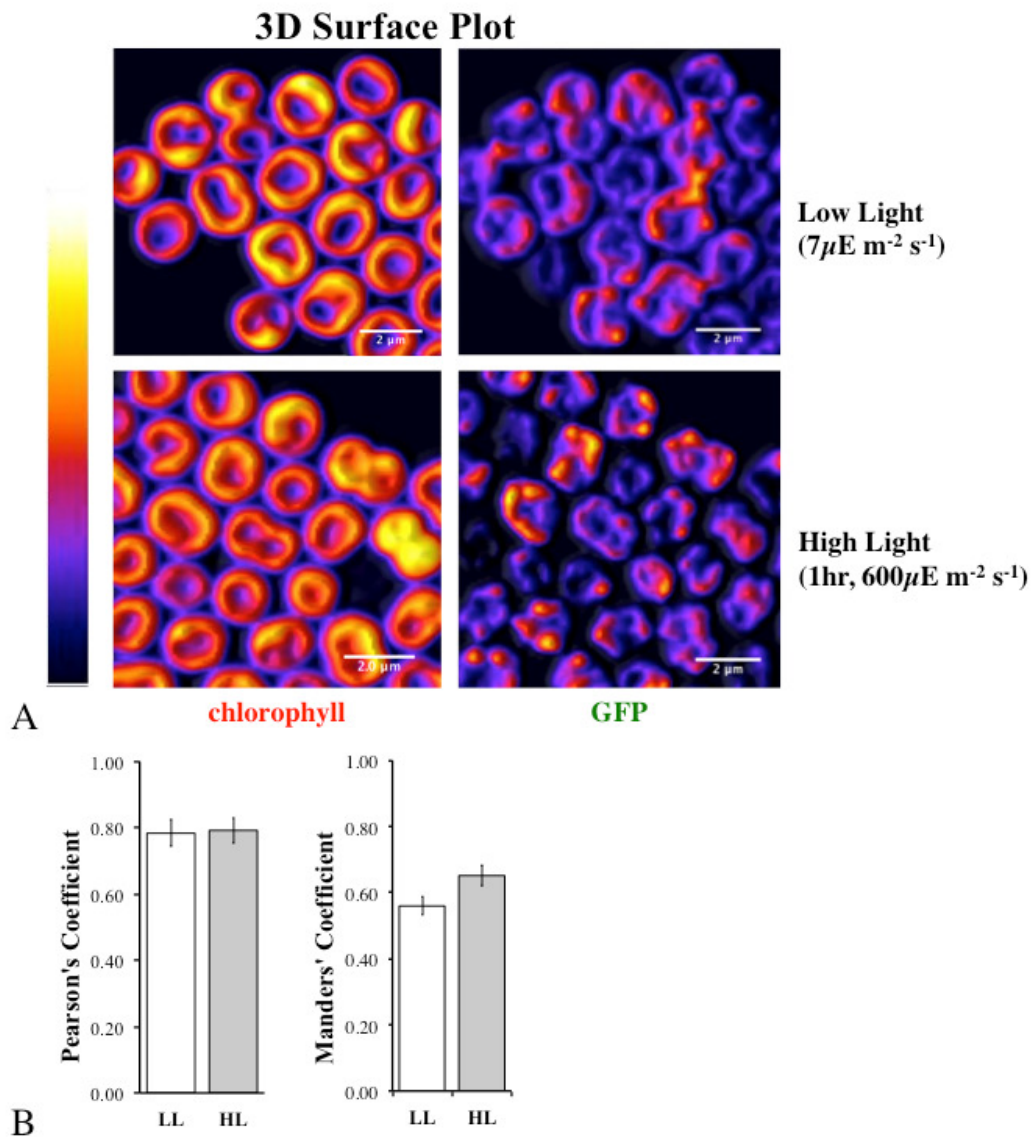 3D Surface Plot
2 µm
2 µm
Low Light
(7µE m⁻² s⁻¹)
2.0 µm
2 µm
High Light
(1hr, 600µE m⁻² s⁻¹)
A
chlorophyll
GFP
Pearson's Coefficient
1.00
0.80
0.60
0.40
0.20
0.00
LL
HL
Manders' Coefficient
1.00
0.80
0.60
0.40
0.20
0.00
LL
HL
B